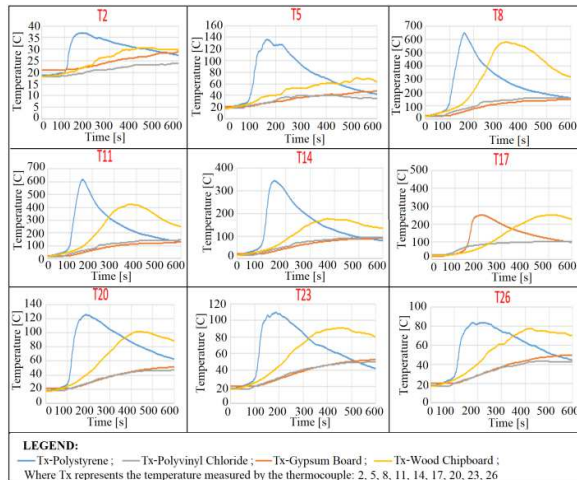 T2
Temperature [C]
40
35
30
25
20
15
10
5
0
0 100 200 300 400 500 600
Time [s]
T5
Temperature [C]
160
140
120
100
80
60
40
20
0
0 100 200 300 400 500 600
Time [s]
T8
Temperature [C]
700
600
500
400
300
200
100
0
0 100 200 300 400 500 600
Time [s]
T11
Temperature [C]
700
600
500
400
300
200
100
0
0 100 200 300 400 500 600
Time [s]
T14
Temperature [C]
400
300
200
100
0
0 100 200 300 400 500 600
Time [s]
T17
Temperature [C]
500
400
300
200
100
0
0 100 200 300 400 500 600
Time [s]
T20
Temperature [C]
140
120
100
80
60
40
20
0
0 100 200 300 400 500 600
Time [s]
T23
Temperature [C]
120
100
80
60
40
20
0
0 100 200 300 400 500 600
Time [s]
T26
Temperature [C]
100
80
60
40
20
0
0 100 200 300 400 500 600
Time [s]
LEGEND:
Tx-Polystyrene ; Tx-Polyvinyl Chloride ; Tx-Gypsum Board ; Tx-Wood Chipboard ;
Where Tx represents the temperature measured by the thermocouple: 2, 5, 8, 11, 14, 17, 20, 23, 26